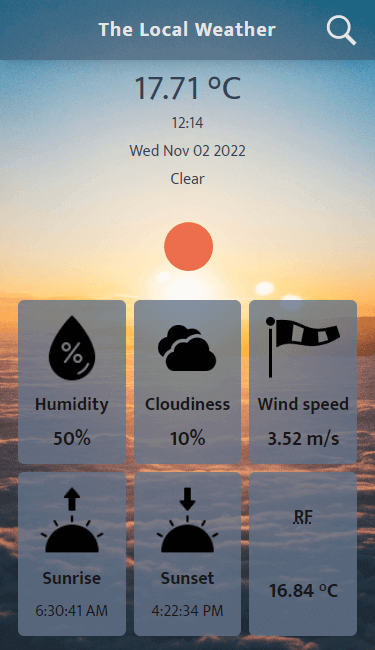 The Local Weather
17.71 ºC
12:14
Wed Nov 02 2022
Clear
%
Humidity
50%
Cloudiness
10%
Wind speed
3.52 m/s
Sunrise
6:30:41 AM
Sunset
4:22:34 PM
RF
16.84 ºC